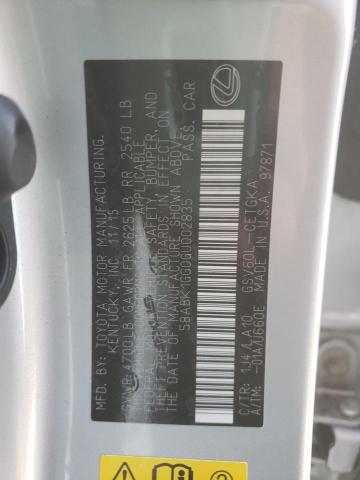 MFD. BY: TOYOTA MOTOR MANUFACTURING,
KENTUCKY, INC. 11/15
GVWR: 4700LB GAWR FR 2625LB RR 2540 LB
THIS VEHICLE CONFORMS TO ALL APPLICABLE
FEDERAL MOTOR VEHICLE SAFETY, BUMPER, AND
THEFT PREVENTION STANDARDS IN EFFECT ON
THE DATE OF MANUFACTURE SHOWN ABOVE.
58ABK1GG0GU002835 PASS. CAR
C/TR: 1J4/LA10 GSV60L-CETGKA
A/TM: -01A/U660E MADE IN U.S.A. 97871